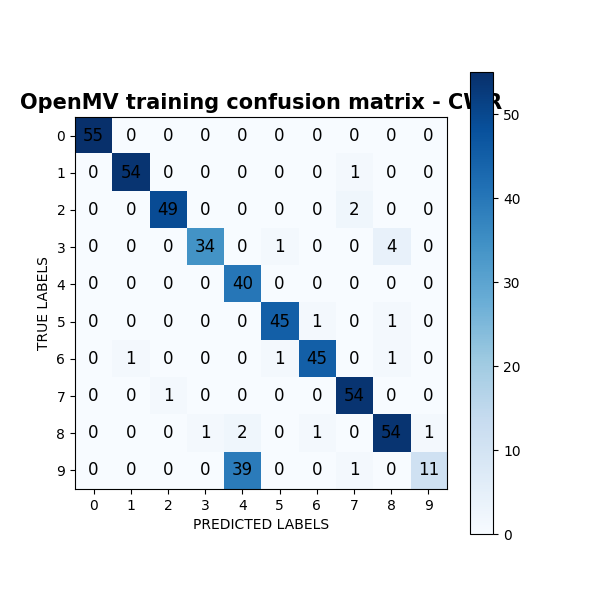 OpenMV training confusion matrix - CWR
0 55 0 0 0 0 0 0 0 0 0
1 0 54 0 0 0 0 0 1 0 0
2 0 0 49 0 0 0 0 2 0 0
3 0 0 0 34 0 1 0 0 4 0
4 0 0 0 0 40 0 0 0 0 0
5 0 0 0 0 0 45 1 0 1 0
6 0 1 0 0 0 1 45 0 1 0
7 0 0 1 0 0 0 0 54 0 0
8 0 0 0 1 2 0 1 0 54 1
9 0 0 0 0 39 0 0 1 0 11
0 1 2 3 4 5 6 7 8 9
TRUE LABELS
PREDICTED LABELS
50
40
30
20
10
0